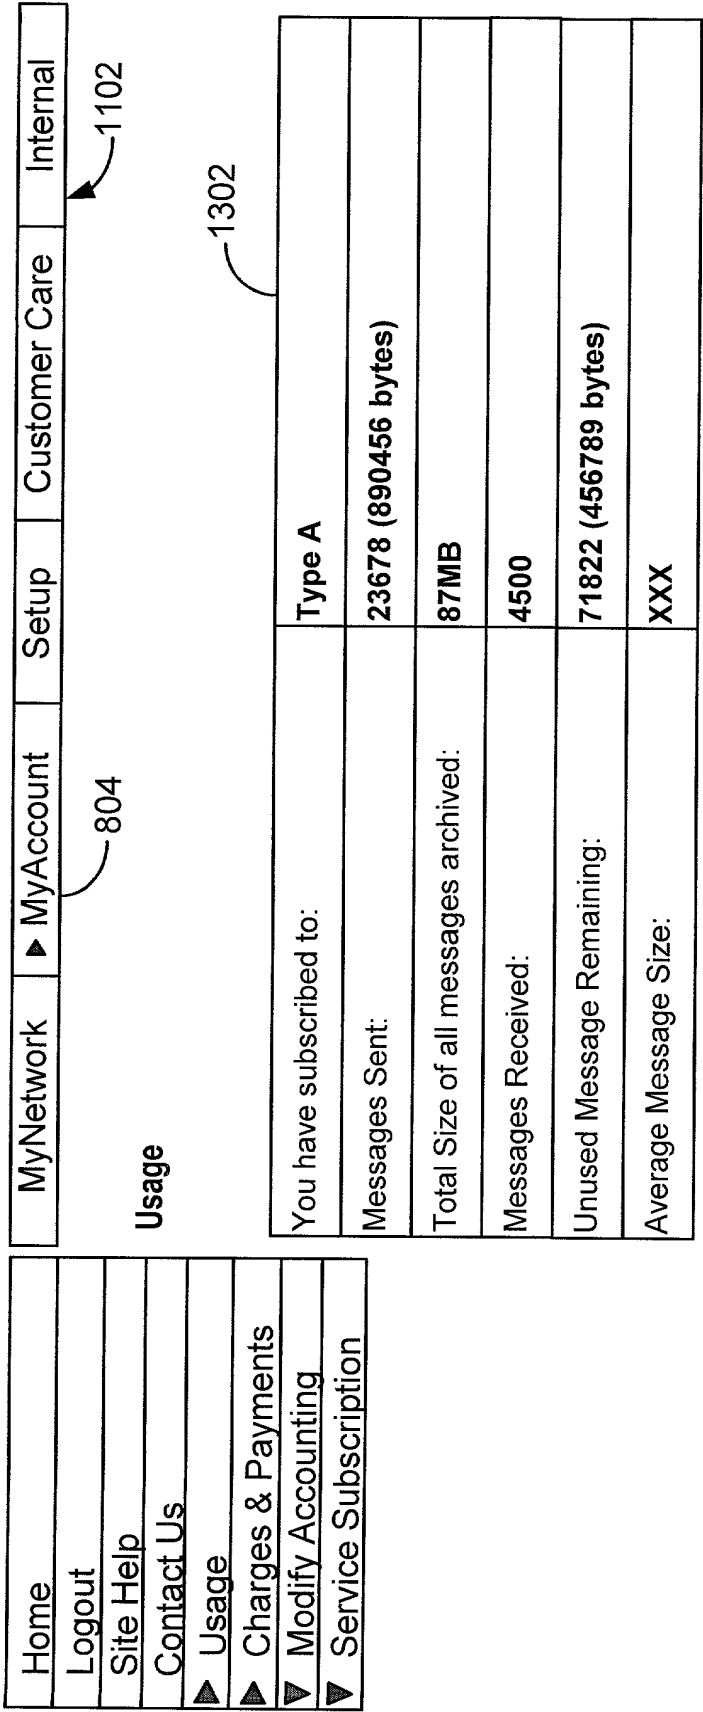 MyNetwork
MyAccount
Setup
Customer Care
Internal
1102
804
Home
Logout
Site Help
Contact Us
Usage
Charges & Payments
Modify Accounting
Service Subscription
Usage
1302
You have subscribed to: Type A
Messages Sent: 23678 (890456 bytes)
Total Size of all messages archived: 87MB
Messages Received: 4500
Unused Message Remaining: 71822 (456789 bytes)
Average Message Size: XXX